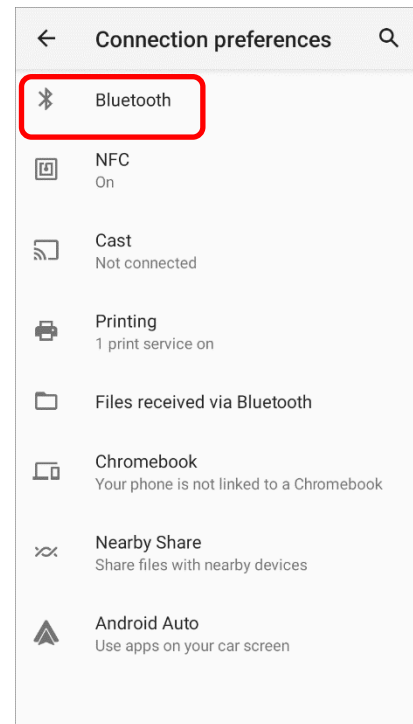 Connection preferences
Bluetooth
NFC
On
Cast
Not connected
Printing
1 print service on
Files received via Bluetooth
Chromebook
Your phone is not linked to a Chromebook
Nearby Share
Share files with nearby devices
Android Auto
Use apps on your car screen